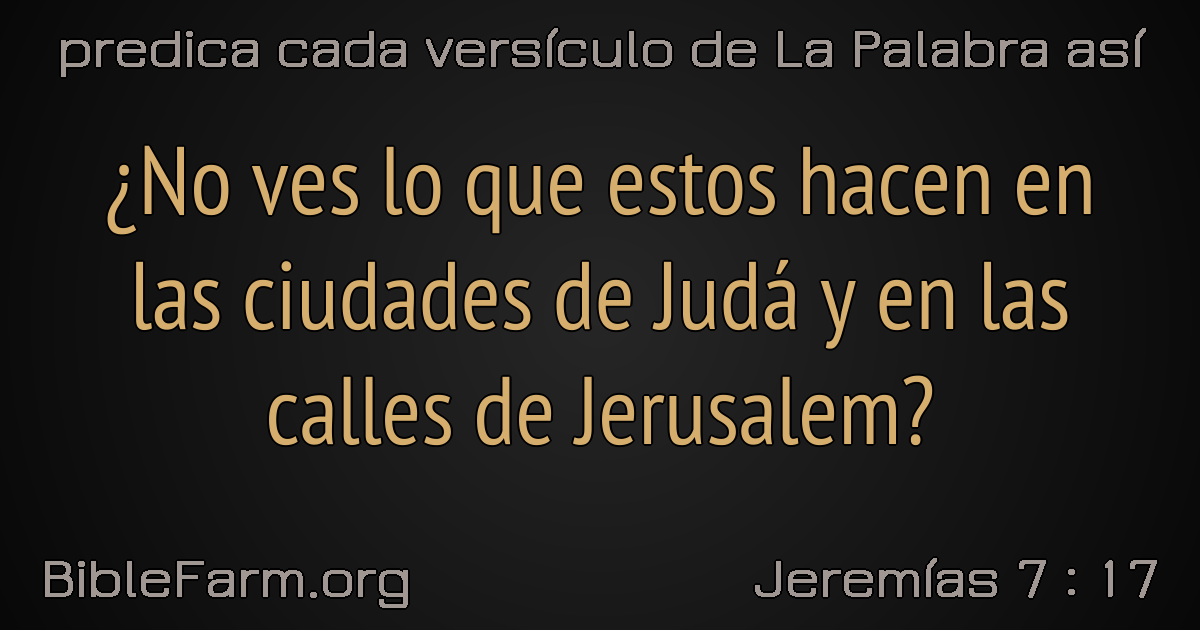 predica cada versículo de La Palabra así
¿No ves lo que estos hacen en
las ciudades de Judá y en las
calles de Jerusalem?
BibleFarm.org
Jeremías 7 : 17